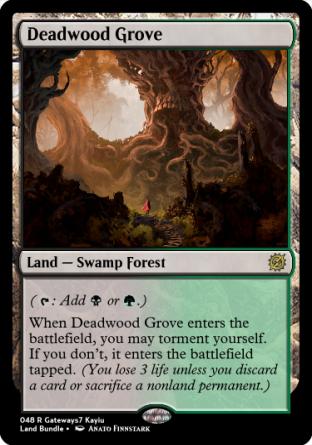 Deadwood Grove
Land — Swamp Forest
( : Add or .)
When Deadwood Grove enters the
battlefield, you may torment yourself.
If you don't, it enters the battlefield
tapped. (You lose 3 life unless you discard
a card or sacrifice a nonland permanent.)
048 R Gateways7 Kayiu
Land Bundle • Anato Finnstark